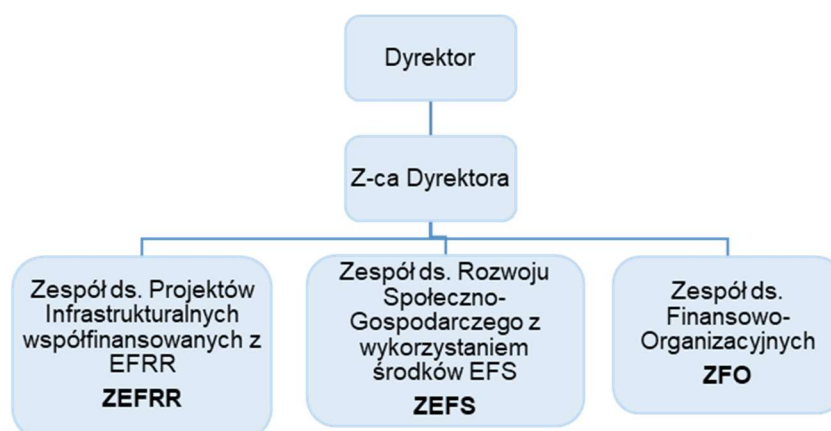 Dyrektor
Z-ca Dyrektora
Zespół ds. Projektów
Infrastrukturalnych
współfinansowanych z
EFRR
ZEFRR
Zespół ds. Rozwoju
Społeczno-
Gospodarczego z
wykorzystaniem
środków EFS
ZEFS
Zespół ds.
Finansowo-
Organizacyjnych
ZFO